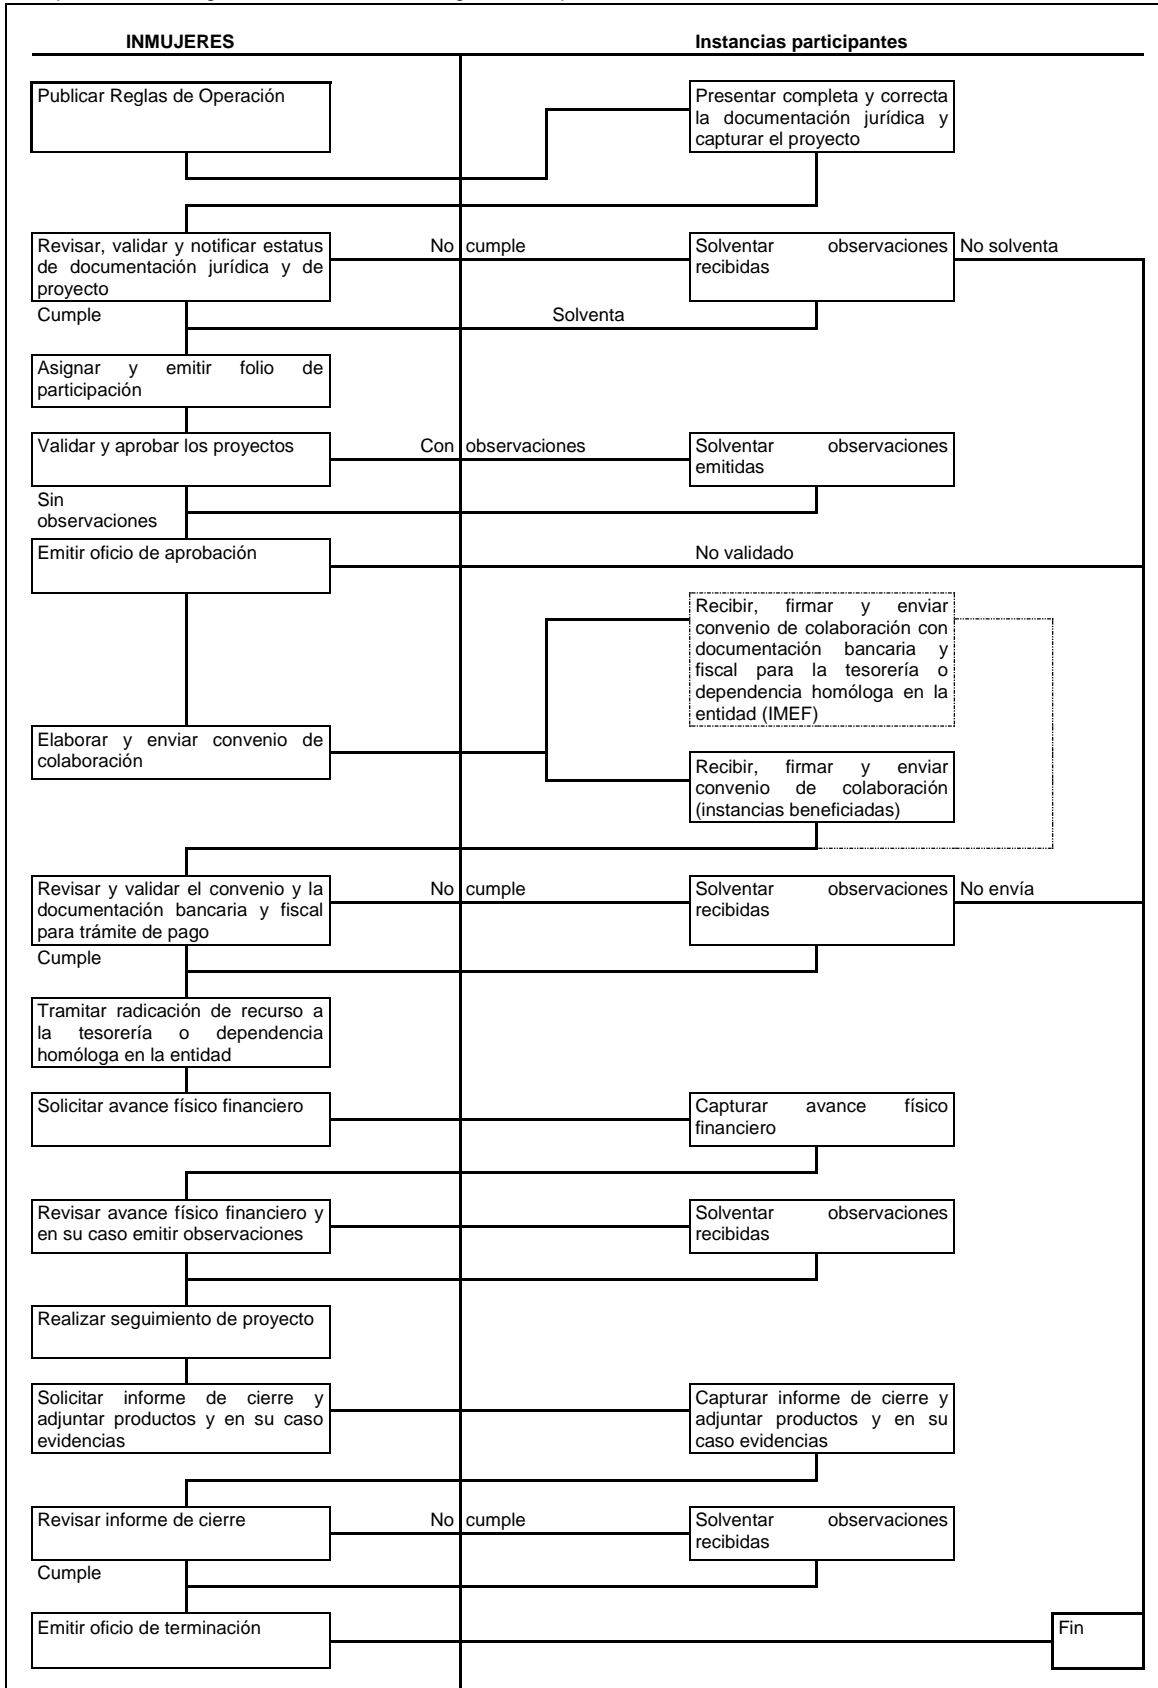 INMUJERES
Instancias participantes
Publicar Reglas de Operación
Presentar completa y correcta
la documentación jurídica y
capturar el proyecto
Revisar, validar y notificar estatus
de documentación jurídica y de
proyecto
No cumple
Solventar observaciones
recibidas
No solventa
Cumple
Solventa
Asignar y emitir folio de
participación
Validar y aprobar los proyectos
Con observaciones
Solventar observaciones
emitidas
Sin
observaciones
Emitir oficio de aprobación
No validado
Recibir, firmar y enviar
convenio de colaboración con
documentación bancaria y
fiscal para la tesorería o
dependencia homóloga en la
entidad (IMEF)
Elaborar y enviar convenio de
colaboración
Recibir, firmar y enviar
convenio de colaboración
(instancias beneficiadas)
Revisar y validar el convenio y la
documentación bancaria y fiscal
para trámite de pago
No cumple
Solventar observaciones
recibidas
No envía
Cumple
Tramitar radicación de recurso a
la tesorería o dependencia
homóloga en la entidad
Solicitar avance físico financiero
Capturar avance físico
financiero
Revisar avance físico financiero y
en su caso emitir observaciones
Solventar observaciones
recibidas
Realizar seguimiento de proyecto
Solicitar informe de cierre y
adjuntar productos y en su caso
evidencias
Capturar informe de cierre y
adjuntar productos y en su
caso evidencias
Revisar informe de cierre
No cumple
Solventar observaciones
recibidas
Cumple
Emitir oficio de terminación
Fin